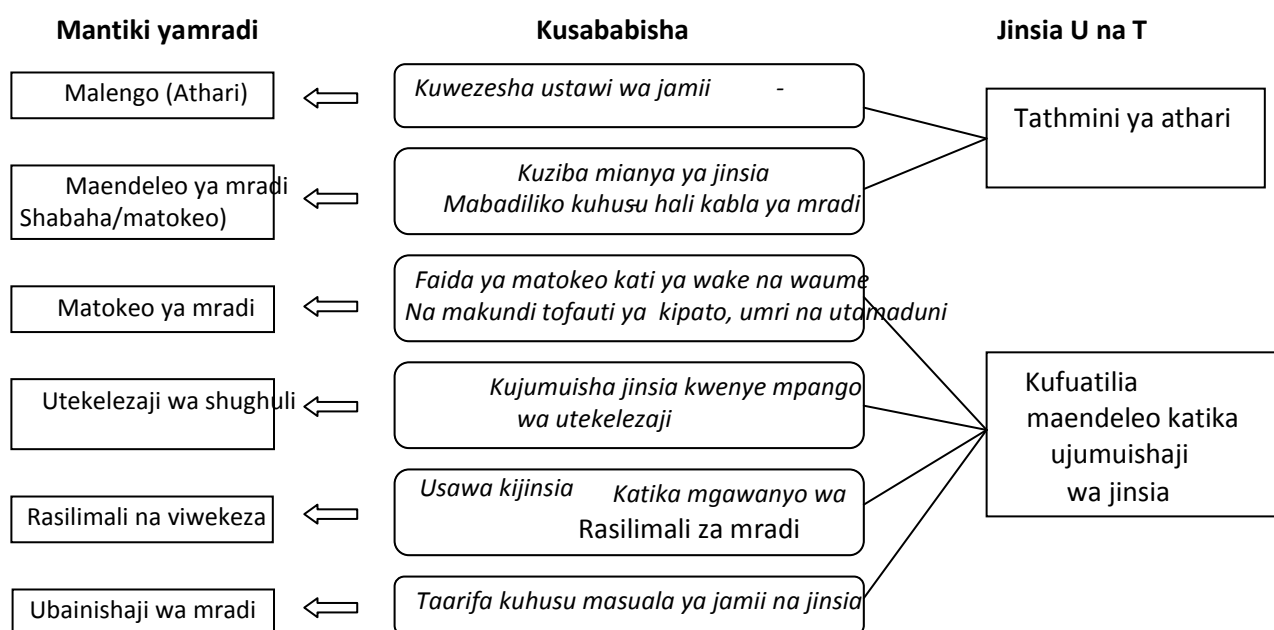 Mantiki yamradi
Kusababisha
Jinsia U na T
Malengo (Athari)
Kuwezesha ustawi wa jamii -
Tathmini ya athari
Maendeleo ya mradi
Shabaha/matokeo)
Kuziba mianya ya jinsia
Mabadiliko kuhusu hali kabla ya mradi
Matokeo ya mradi
Faida ya matokeo kati ya wake na waume
Na makundi tofauti ya kipato, umri na utamaduni
Utekelezaji wa shughuli
Kujumuisha jinsia kwenye mpango
wa utekelezaji
Kufuatilia
maendeleo katika
ujumuishaji
wa jinsia
Rasilimali na viwekeza
Usawa kijinsia Katika mgawanyo wa
Rasilimali za mradi
Ubainishaji wa mradi
Taarifa kuhusu masuala ya jamii na jinsia